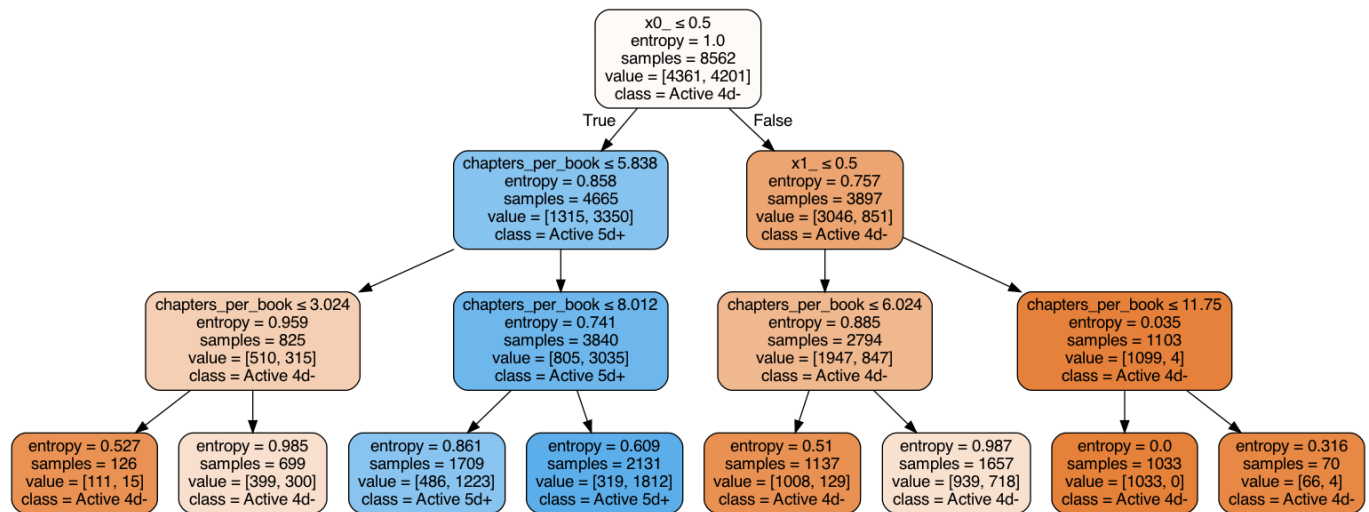 x0_ ≤ 0.5
entropy = 1.0
samples = 8562
value = [4361, 4201]
class = Active 4d-
True
False
chapters_per_book ≤ 5.838
entropy = 0.858
samples = 4665
value = [1315, 3350]
class = Active 5d+
x1_ ≤ 0.5
entropy = 0.757
samples = 3897
value = [3046, 851]
class = Active 4d-
chapters_per_book ≤ 3.024
entropy = 0.959
samples = 825
value = [510, 315]
class = Active 4d-
chapters_per_book ≤ 8.012
entropy = 0.741
samples = 3840
value = [805, 3035]
class = Active 5d+
chapters_per_book ≤ 6.024
entropy = 0.885
samples = 2794
value = [1947, 847]
class = Active 4d-
chapters_per_book ≤ 11.75
entropy = 0.035
samples = 1103
value = [1099, 4]
class = Active 4d-
entropy = 0.527
samples = 126
value = [111, 15]
class = Active 4d-
entropy = 0.985
samples = 699
value = [399, 300]
class = Active 4d-
entropy = 0.861
samples = 1709
value = [486, 1223]
class = Active 5d+
entropy = 0.609
samples = 2131
value = [319, 1812]
class = Active 5d+
entropy = 0.51
samples = 1137
value = [1008, 129]
class = Active 4d-
entropy = 0.987
samples = 1657
value = [939, 718]
class = Active 4d-
entropy = 0.0
samples = 1033
value = [1033, 0]
class = Active 4d-
entropy = 0.316
samples = 70
value = [66, 4]
class = Active 4d-